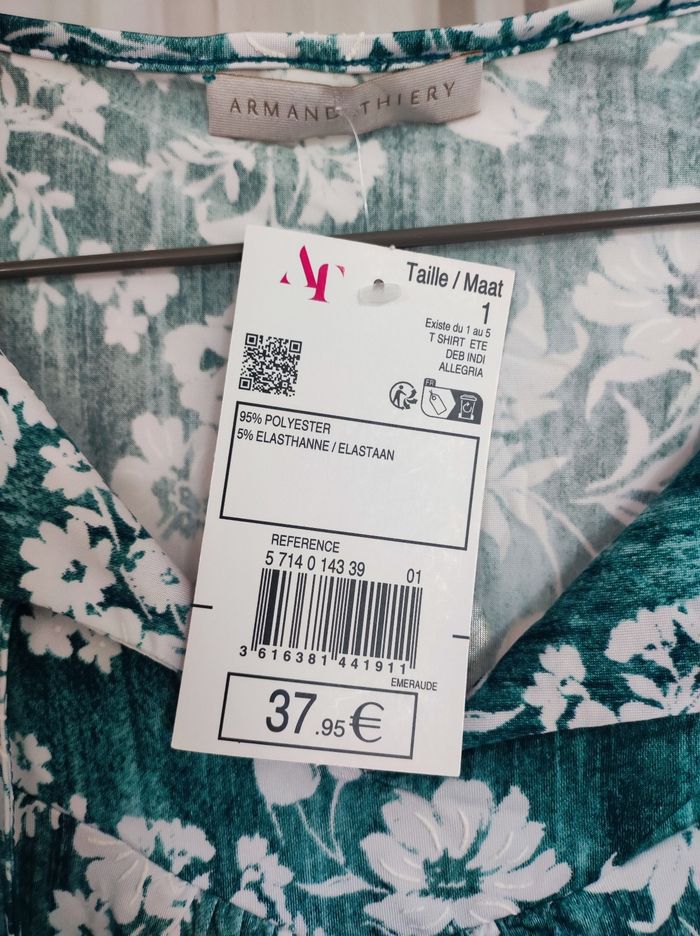 ARMAND THIERY
AT
Taille / Maat
1
Existe du 1 au 5
T SHIRT ETE
DEB INDI
ALLEGRIA
FR
95% POLYESTER
5% ELASTHANNE / ELASTAAN
REFERENCE
5 714 0 143 39 01
3 616381 441911
EMERAUDE
37.95€